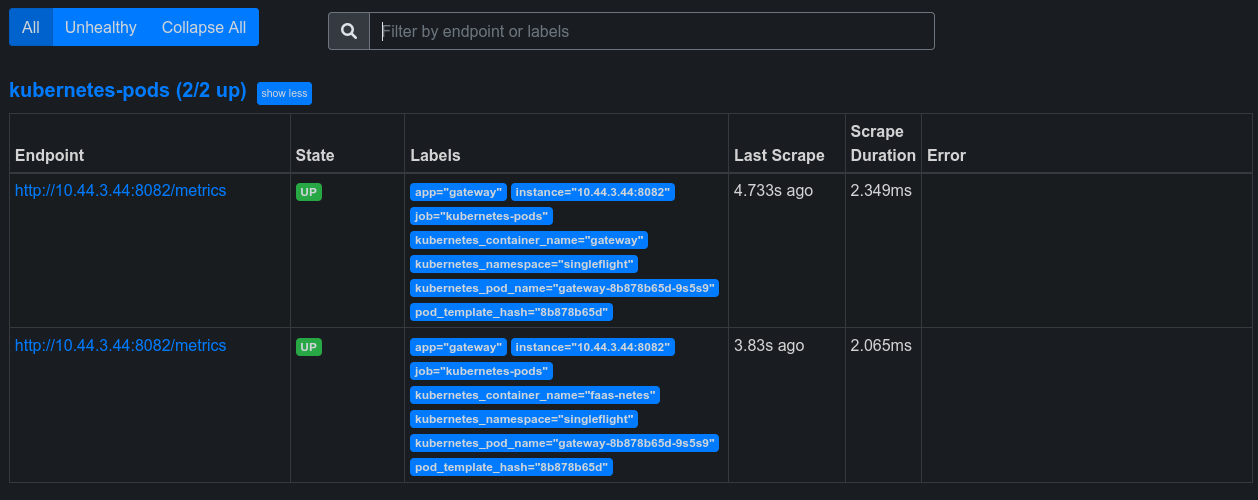 All Unhealthy Collapse All
Filter by endpoint or labels
kubernetes-pods (2/2 up) show less
Endpoint State Labels Last Scrape Scrape Duration Error
http://10.44.3.44:8082/metrics UP app="gateway" instance="10.44.3.44:8082" 4.733s ago 2.349ms
job="kubernetes-pods"
kubernetes_container_name="gateway"
kubernetes_namespace="singleflight"
kubernetes_pod_name="gateway-8b878b65d-9s5s9"
pod_template_hash="8b878b65d"
http://10.44.3.44:8082/metrics UP app="gateway" instance="10.44.3.44:8082" 3.83s ago 2.065ms
job="kubernetes-pods"
kubernetes_container_name="faas-netes"
kubernetes_namespace="singleflight"
kubernetes_pod_name="gateway-8b878b65d-9s5s9"
pod_template_hash="8b878b65d"